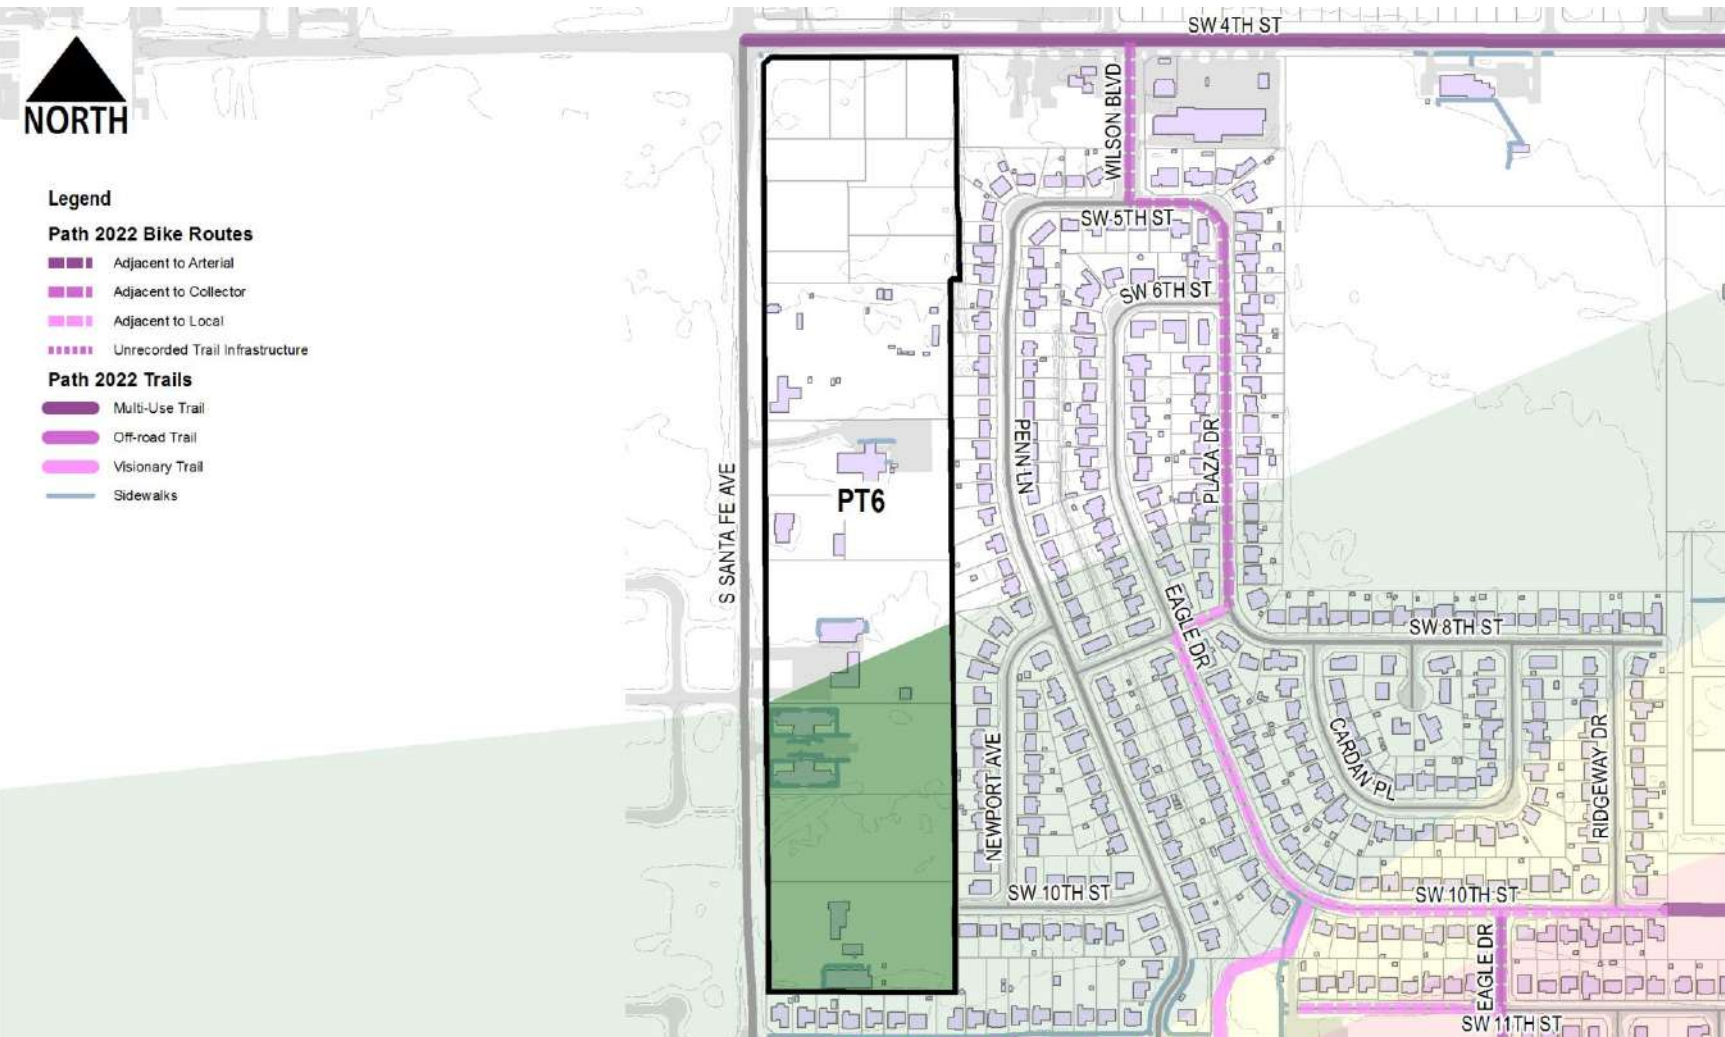 SW 4TH ST
NORTH
WILSON BLVD
Legend
Path 2022 Bike Routes
Adjacent to Arterial
Adjacent to Collector
Adjacent to Local
Unrecorded Trail Infrastructure
Path 2022 Trails
Multi-Use Trail
Off-road Trail
Visionary Trail
Sidewalks
SW 5TH ST
SW 6TH ST
PENN LN
PLAZA DR
S SANTA FE AVE
PT6
EAGLE DR
SW 8TH ST
NEWPORT AVE
CARDAN PL
RIDGEWAY DR
SW 10TH ST
SW 10TH ST
EAGLE DR
SW 11TH ST